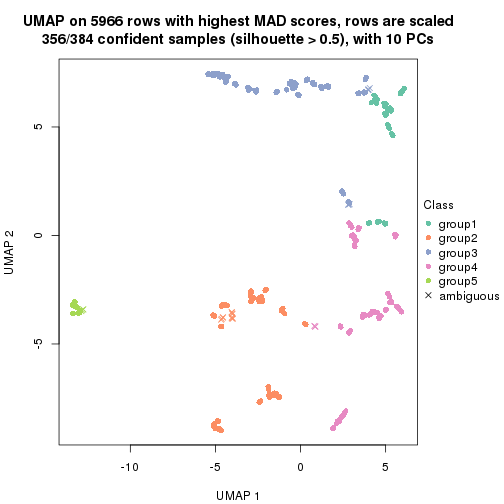 UMAP on 5966 rows with highest MAD scores, rows are scaled
356/384 confident samples (silhouette > 0.5), with 10 PCs
UMAP 2
5
0
-5
-10
-5
0
5
UMAP 1
Class
group1
group2
group3
group4
group5
ambiguous